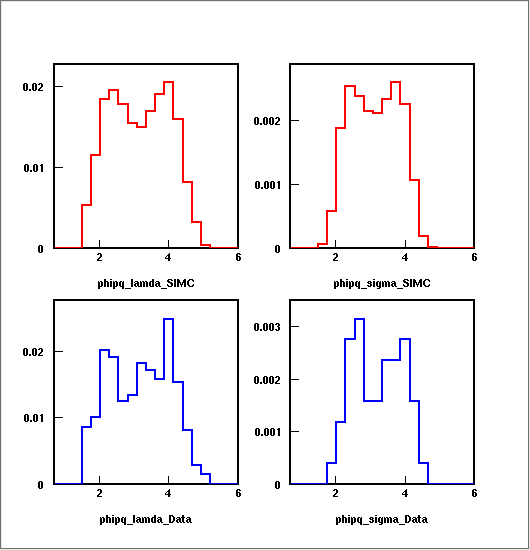 0.02
0.01
0
2 4 6
phipq_lamda_SIMC
0.002
0.001
0
2 4 6
phipq_sigma_SIMC
0.02
0.01
0
2 4 6
phipq_lamda_Data
0.003
0.002
0.001
0
2 4 6
phipq_sigma_Data